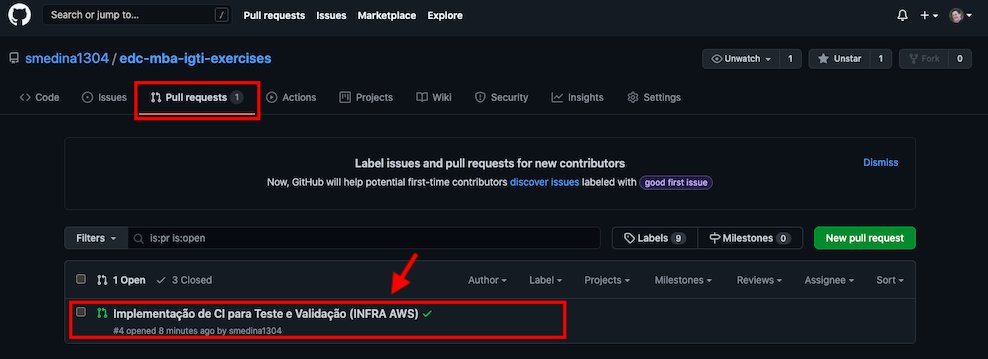 Search or jump to... / Pull requests Issues Marketplace Explore
smedina1304 / edc-mba-igti-exercises Unwatch 1 Unstar 1 Fork 0
Code Issues Pull requests 1 Actions Projects Wiki Security Insights Settings
Label issues and pull requests for new contributors Dismiss
Now, GitHub will help potential first-time contributors discover issues labeled with good first issue
Filters is:pr is:open Labels 9 Milestones 0 New pull request
1 Open 3 Closed Author Label Projects Milestones Reviews Assignee Sort
Implementação de CI para Teste e Validação (INFRA AWS)
#4 opened 8 minutes ago by smedina1304